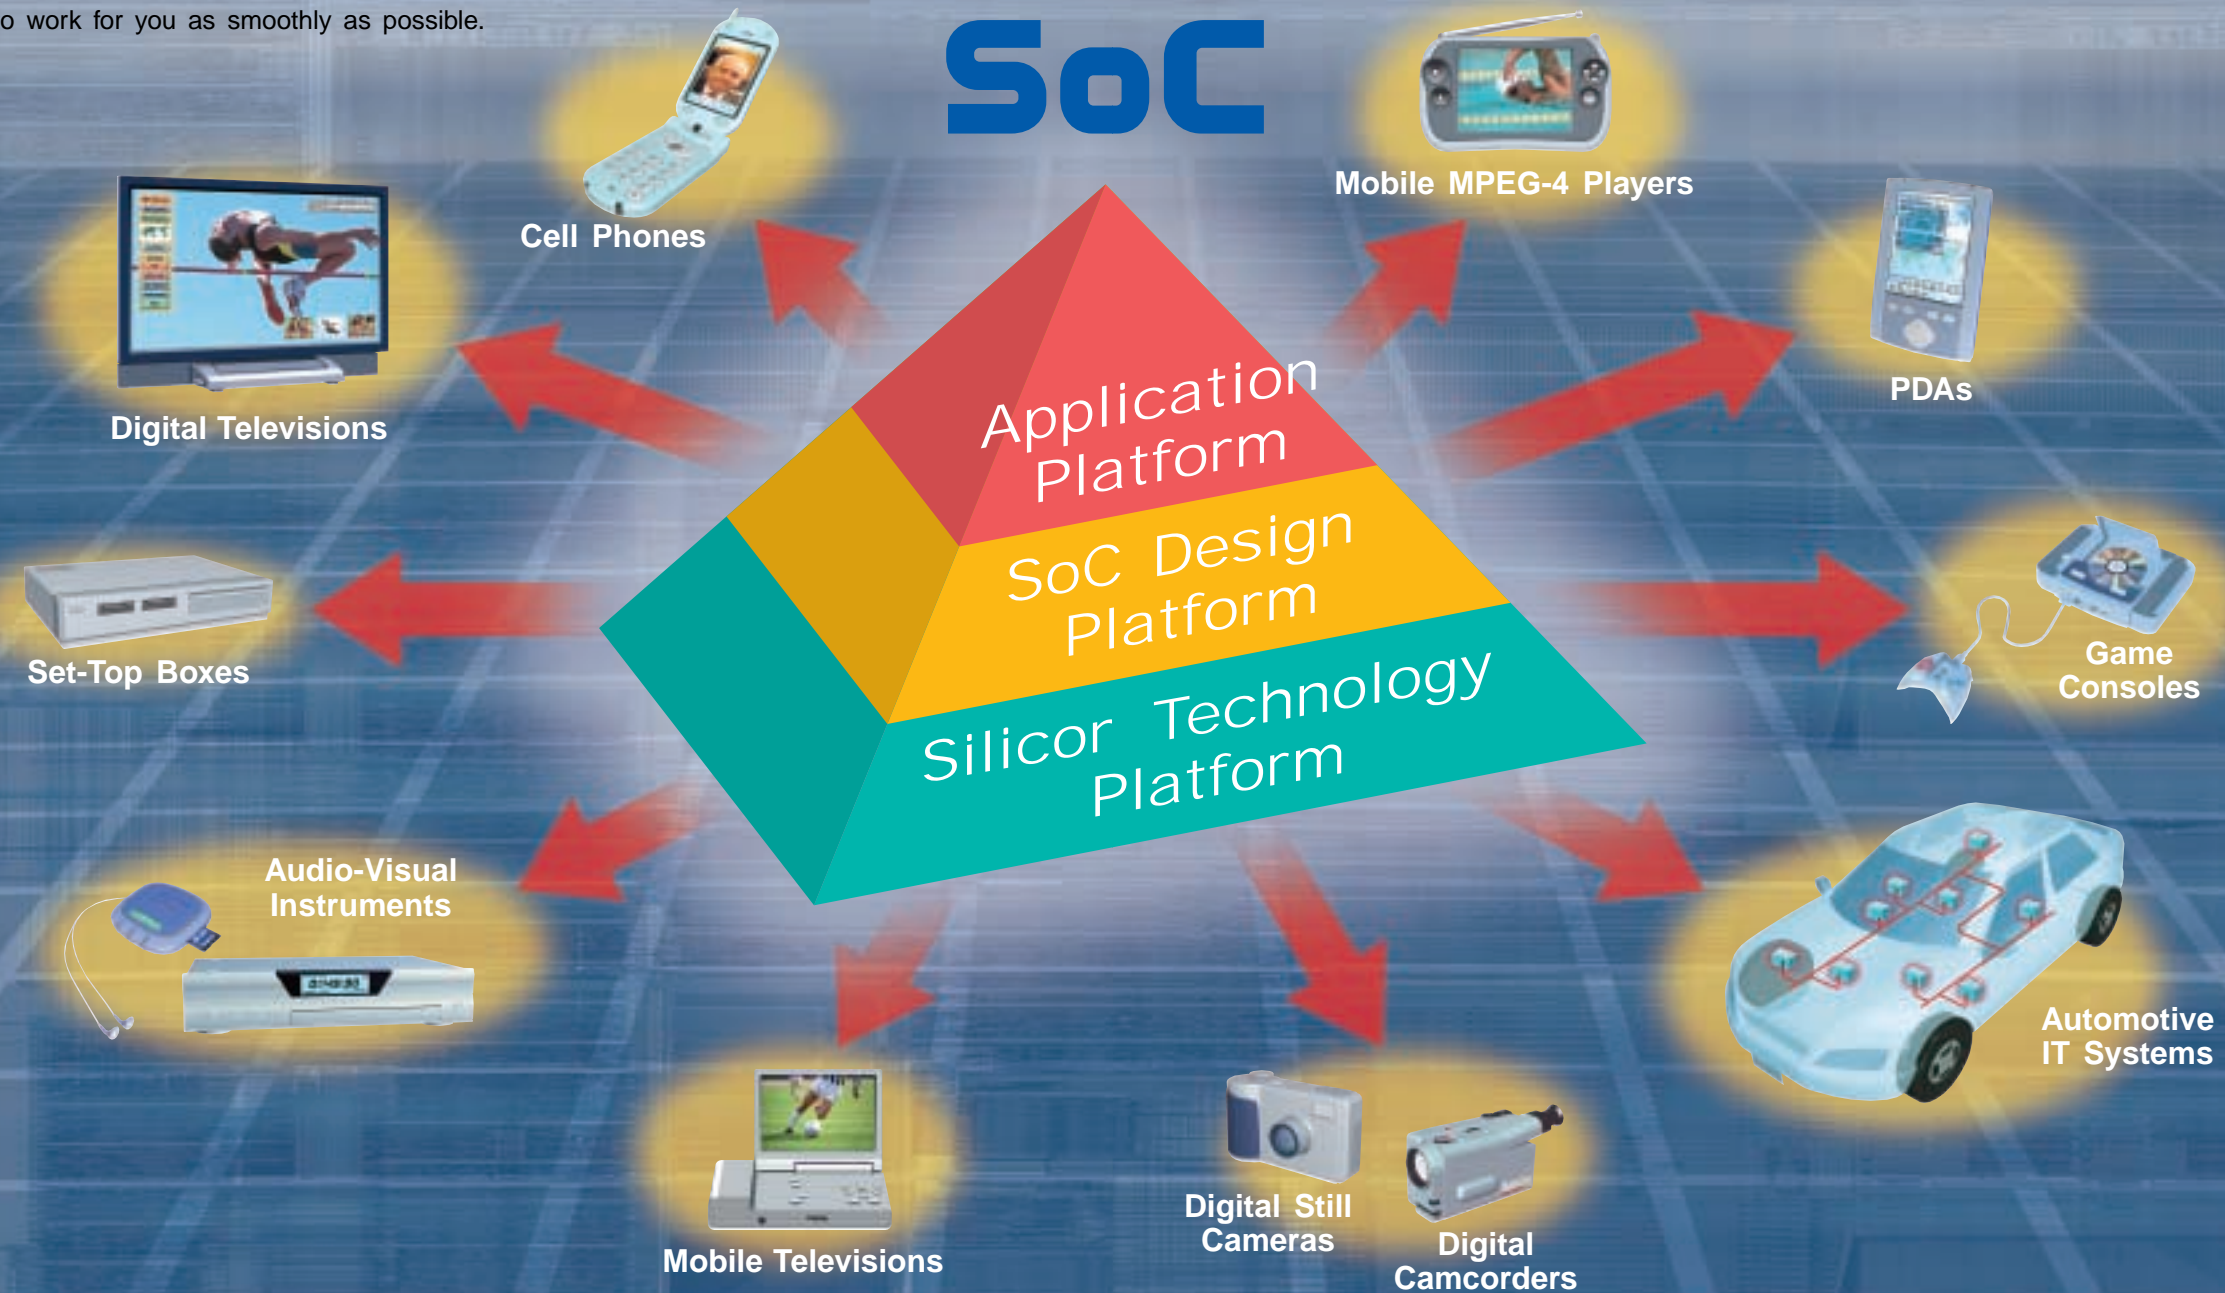 o work for you as smoothly as possible.
SoC
Cell Phones
Mobile MPEG-4 Players
Digital Televisions
PDAs
Application
Platform
SoC Design
Platform
Silicor Technology
Platform
Set-Top Boxes
Game
Consoles
Audio-Visual
Instruments
Automotive
IT Systems
Mobile Televisions
Digital Still
Cameras
Digital
Camcorders